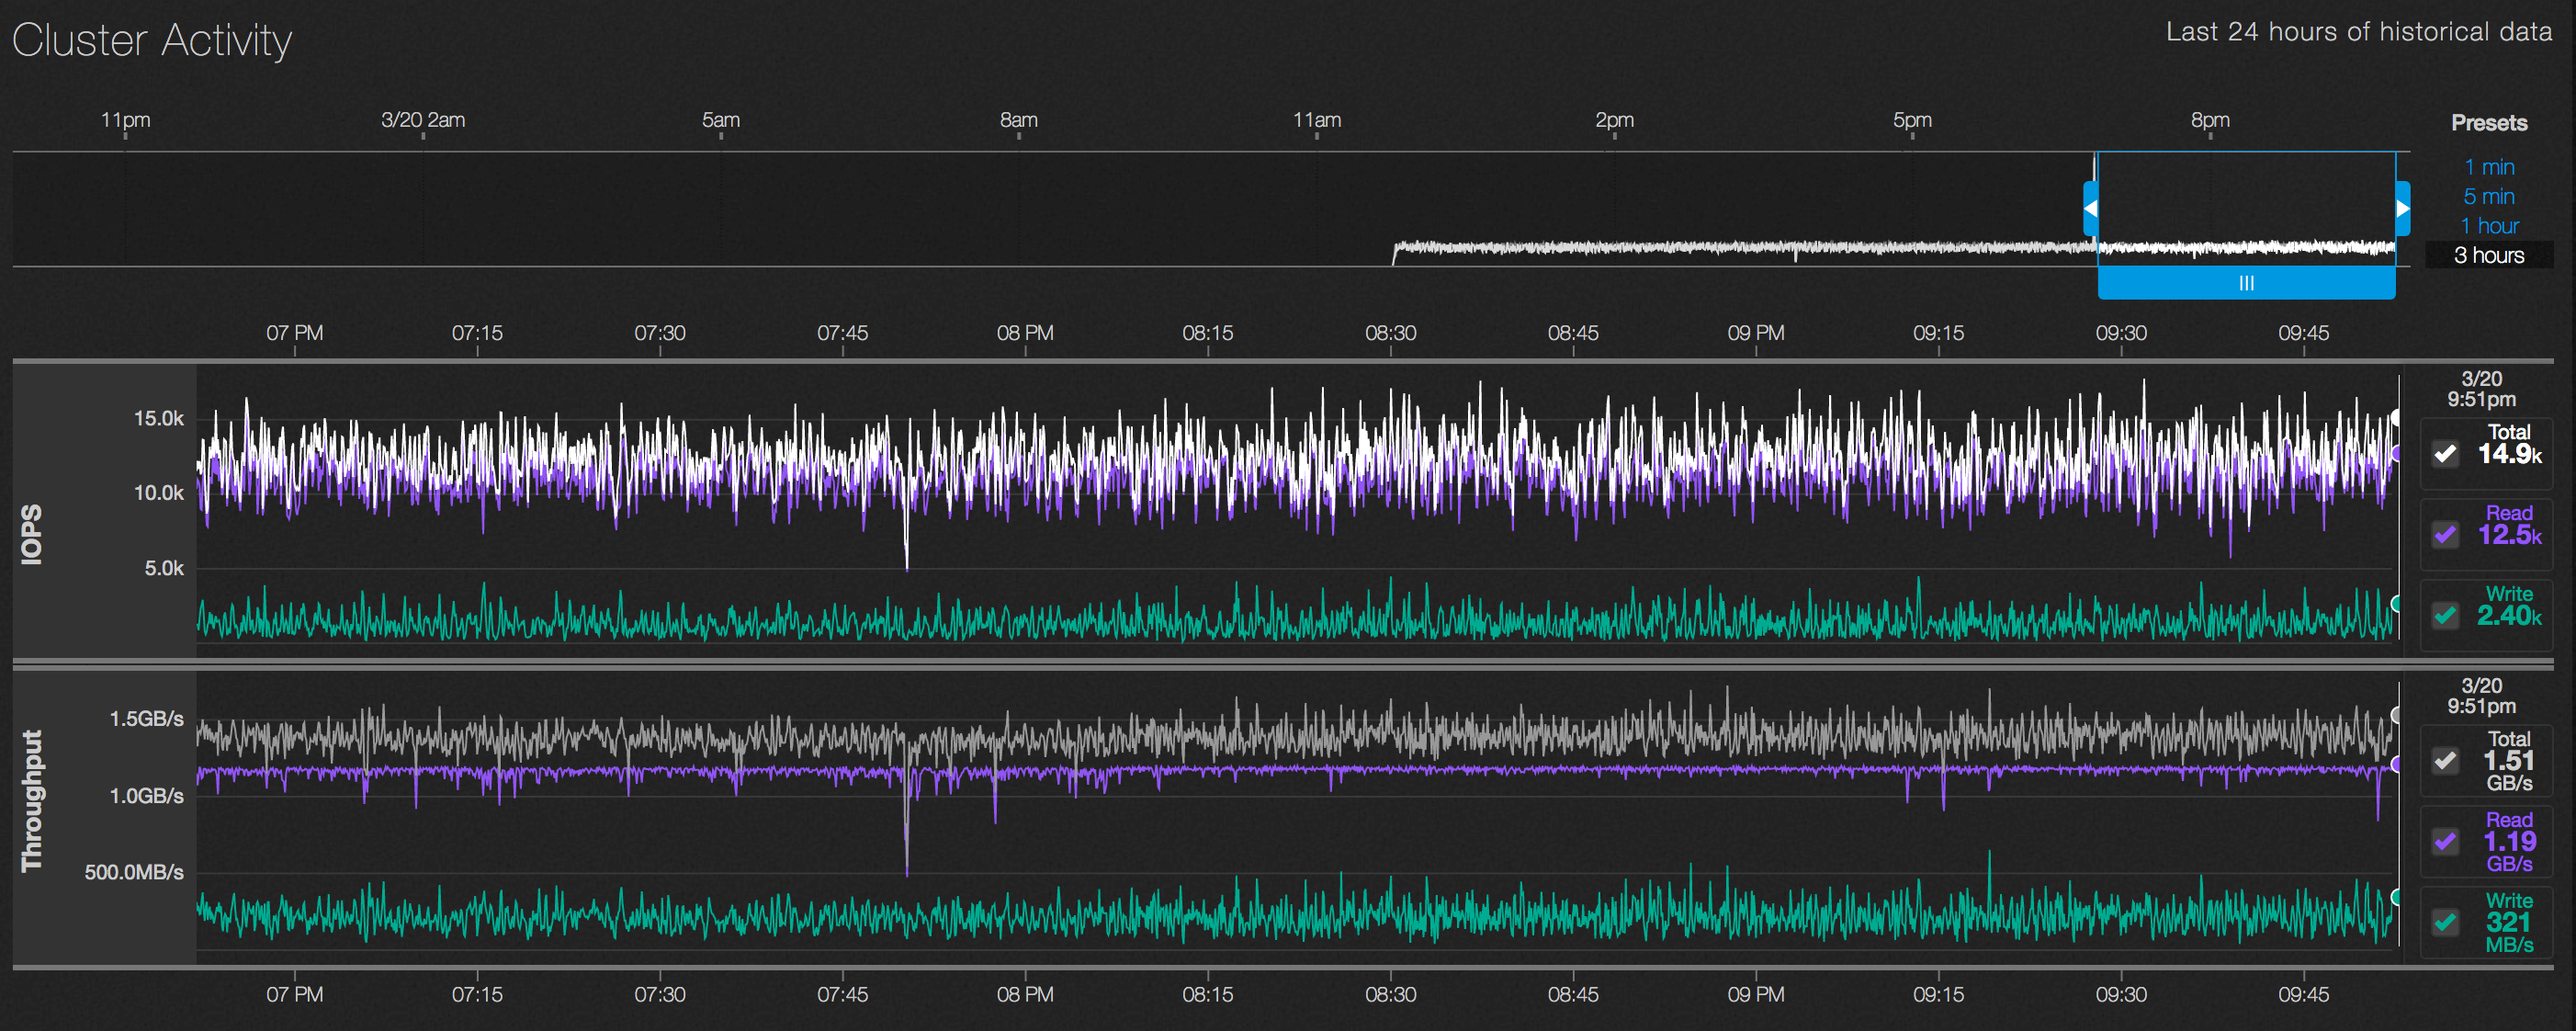 Cluster Activity
Last 24 hours of historical data
11pm 3/20 2am 5am 8am 11am 2pm 5pm 8pm
Presets
1 min
5 min
1 hour
3 hours
07 PM 07:15 07:30 07:45 08 PM 08:15 08:30 08:45 09 PM 09:15 09:30 09:45
IOPS
15.0k
10.0k
5.0k
3/20
9:51pm
Total
14.9k
Read
12.5k
Write
2.40k
Throughput
1.5GB/s
1.0GB/s
500.0MB/s
3/20
9:51pm
Total
1.51
GB/s
Read
1.19
GB/s
Write
321
MB/s
07 PM 07:15 07:30 07:45 08 PM 08:15 08:30 08:45 09 PM 09:15 09:30 09:45